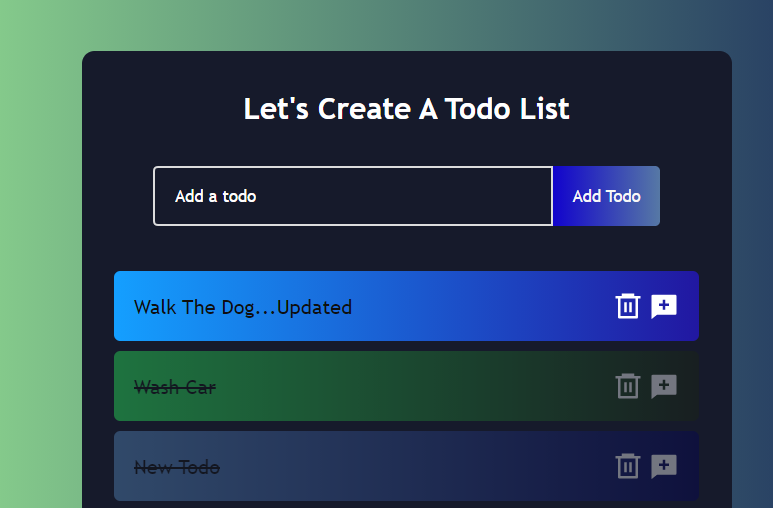 Let's Create A Todo List
Add a todo
Add Todo
Walk The Dog...Updated
Wash Car
New Todo